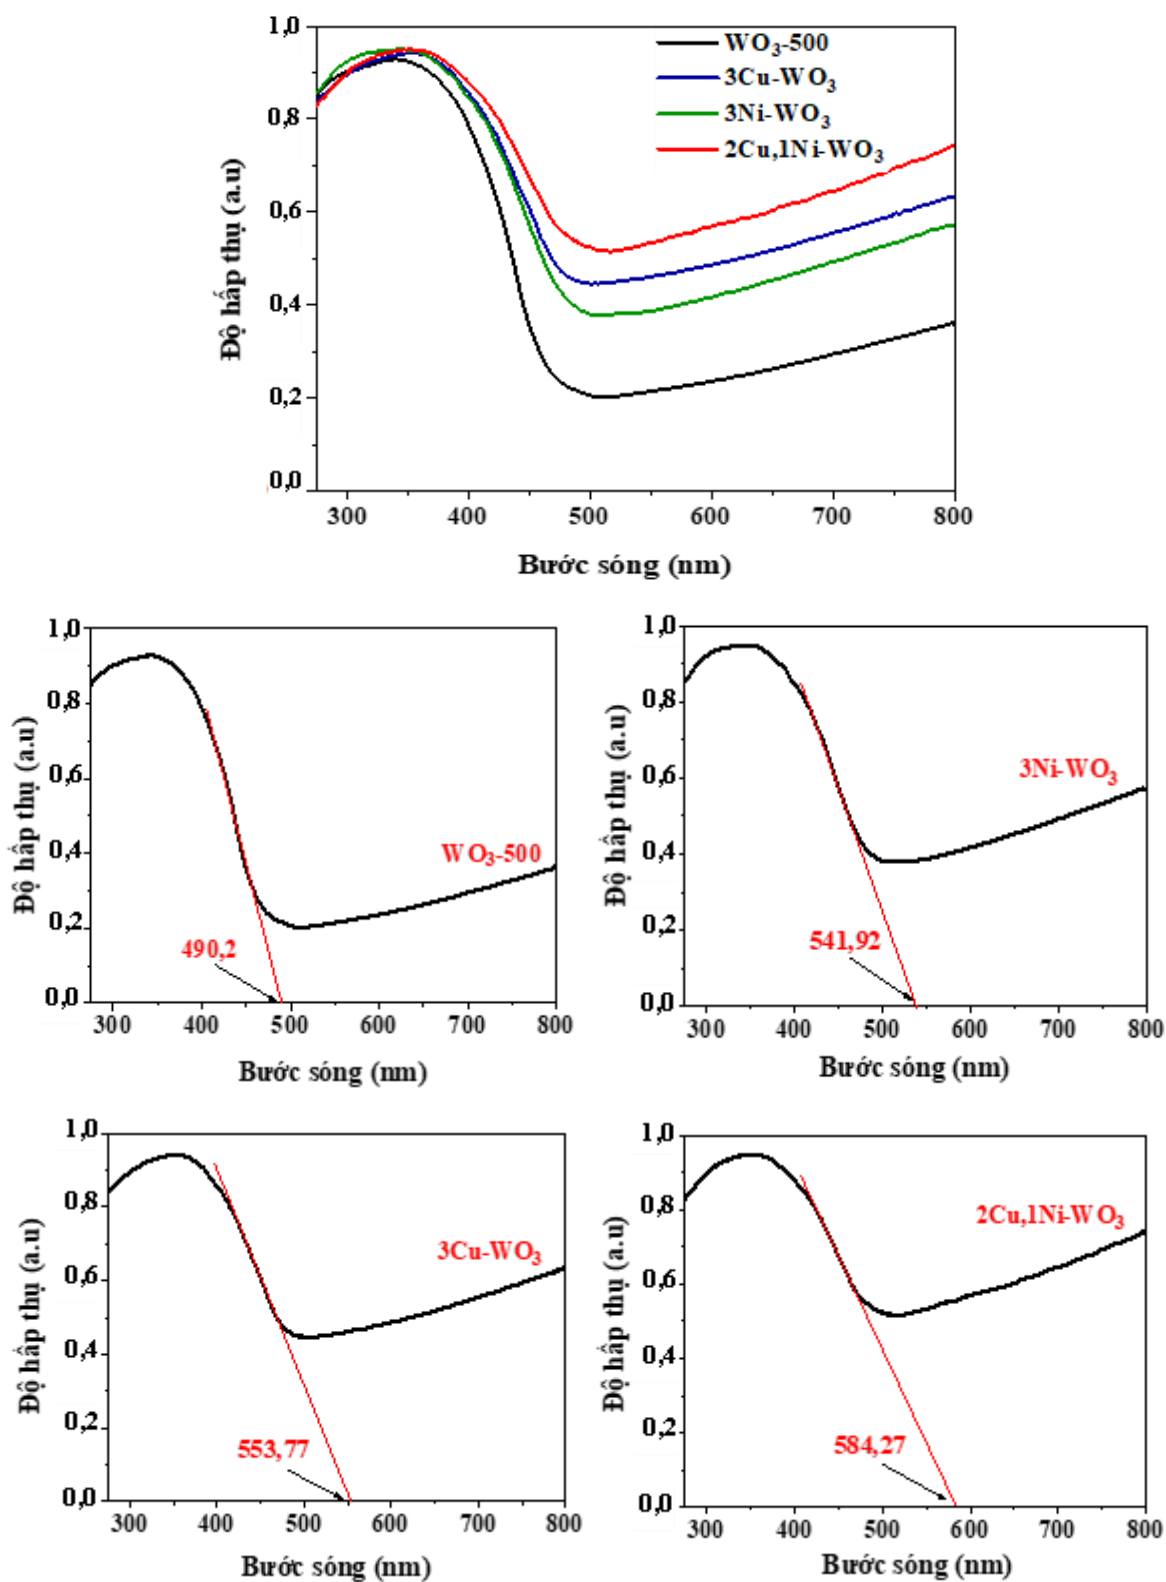 1,0
0,8
0,6
0,4
0,2
0,0
Độ hấp thụ (a.u)
WO3-500
3Cu-WO3
3Ni-WO3
2Cu,1Ni-WO3
300 400 500 600 700 800
Bước sóng (nm)
1,0
0,8
0,6
0,4
0,2
0,0
Độ hấp thụ (a.u)
WO3-500
490,2
300 400 500 600 700 800
Bước sóng (nm)
1,0
0,8
0,6
0,4
0,2
0,0
Độ hấp thụ (a.u)
3Ni-WO3
541,92
300 400 500 600 700 800
Bước sóng (nm)
1,0
0,8
0,6
0,4
0,2
0,0
Độ hấp thụ (a.u)
3Cu-WO3
553,77
300 400 500 600 700 800
Bước sóng (nm)
1,0
0,8
0,6
0,4
0,2
0,0
Độ hấp thụ (a.u)
2Cu,1Ni-WO3
584,27
300 400 500 600 700 800
Bước sóng (nm)